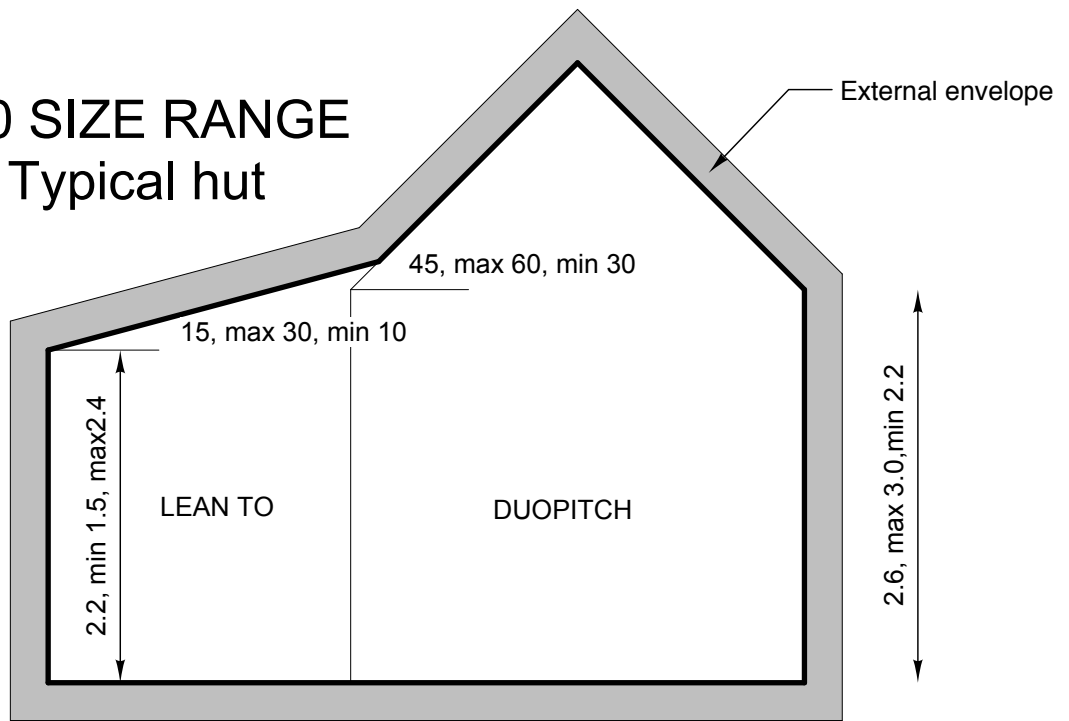 0 SIZE RANGE
Typical hut
External envelope
45, max 60, min 30
15, max 30, min 10
2.2, min 1.5, max2.4
LEAN TO
DUOPITCH
2.6, max 3.0,min 2.2